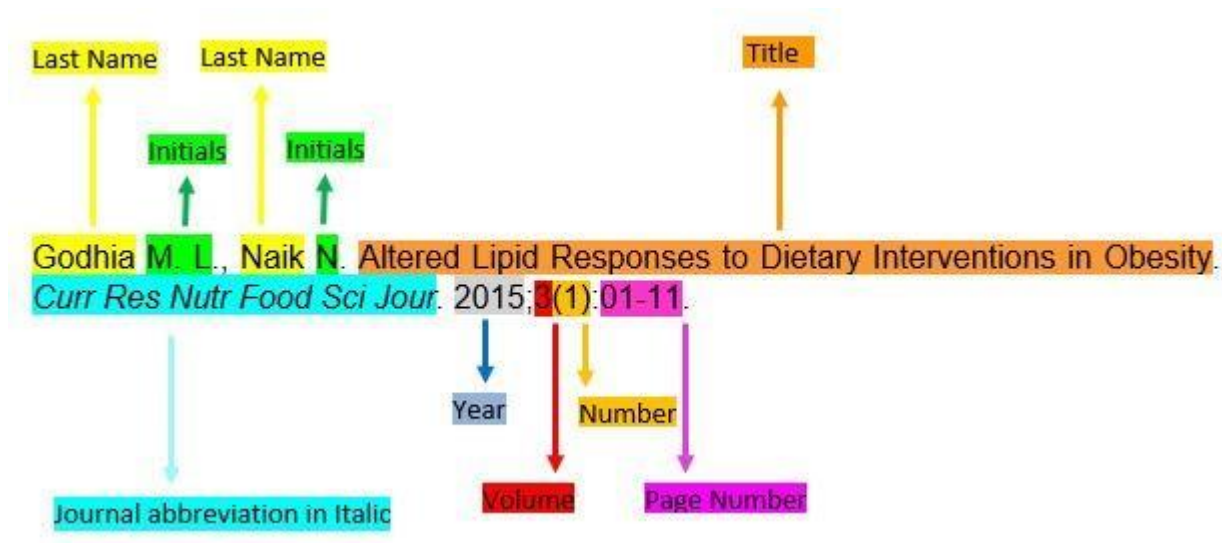 Last Name Last Name Title
Initials Initials
Godhia M. L., Naik N. Altered Lipid Responses to Dietary Interventions in Obesity.
Curr Res Nutr Food Sci Jour. 2015;3(1):01-11.
Year Number
Journal abbreviation in Italic Volume Page Number